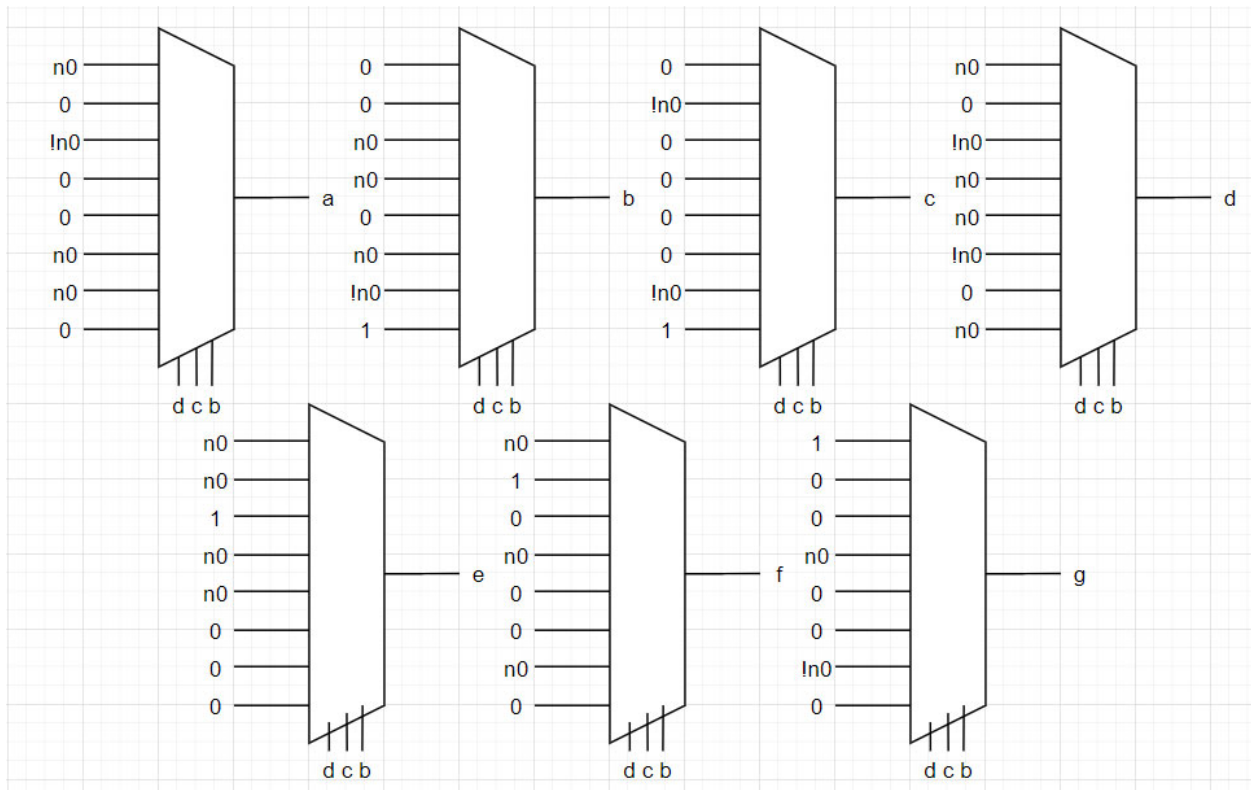 n0 0 0 n0
0 0 !n0 0
!n0 n0 0 !n0
0 n0 0 n0
a b c d
0 0 0 n0
n0 n0 0 !n0
n0 !n0 !n0 0
0 1 1 n0
d c b d c b d c b d c b
n0 n0 1
n0 1 0
1 0 0
n0 n0 n0
e f g
n0 0 0
0 0 0
0 n0 !n0
0 0 0
d c b d c b d c b